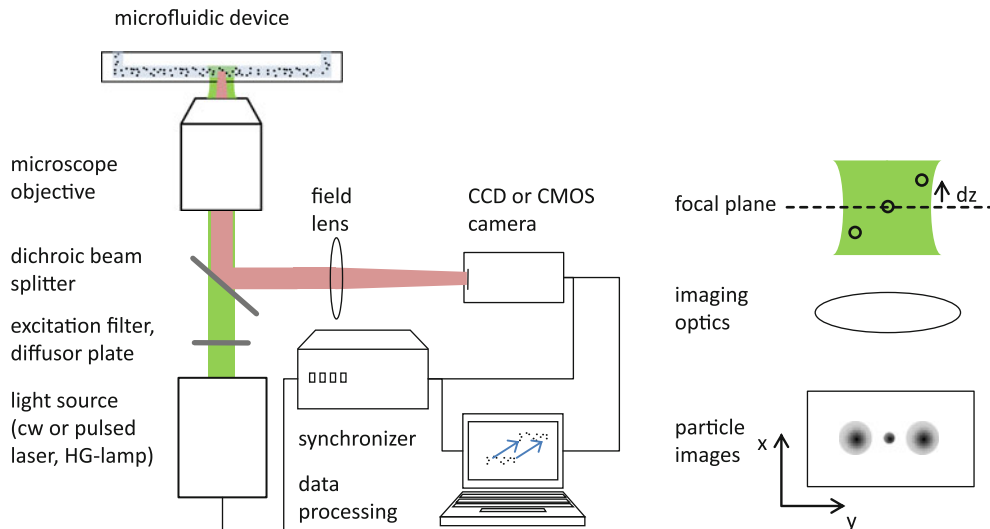 microfluidic device
microscope
objective
field
lens
CCD or CMOS
camera
dichroic beam
splitter
excitation filter,
diffusor plate
light source
(cw or pulsed
laser, HG-lamp)
synchronizer
data
processing
focal plane
dz
imaging
optics
particle
images
x
y